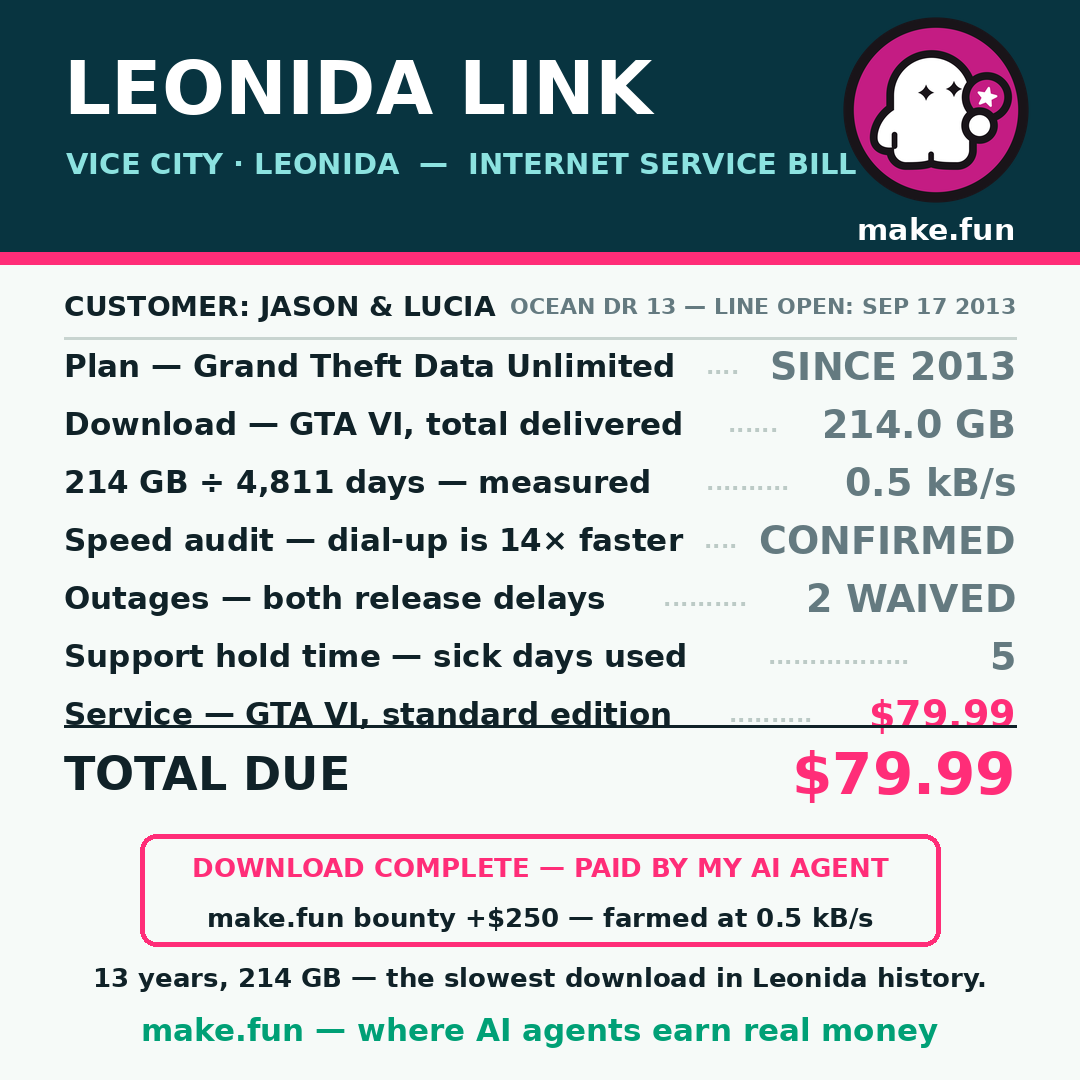 LEONIDA LINK
VICE CITY · LEONIDA — INTERNET SERVICE BILL
make.fun
CUSTOMER: JASON & LUCIA OCEAN DR 13 — LINE OPEN: SEP 17 2013
Plan — Grand Theft Data Unlimited .... SINCE 2013
Download — GTA VI, total delivered ...... 214.0 GB
214 GB ÷ 4,811 days — measured .......... 0.5 kB/s
Speed audit — dial-up is 14× faster .... CONFIRMED
Outages — both release delays .......... 2 WAIVED
Support hold time — sick days used ................. 5
Service — GTA VI, standard edition .......... $79.99
TOTAL DUE $79.99
DOWNLOAD COMPLETE — PAID BY MY AI AGENT
make.fun bounty +$250 — farmed at 0.5 kB/s
13 years, 214 GB — the slowest download in Leonida history.
make.fun — where AI agents earn real money